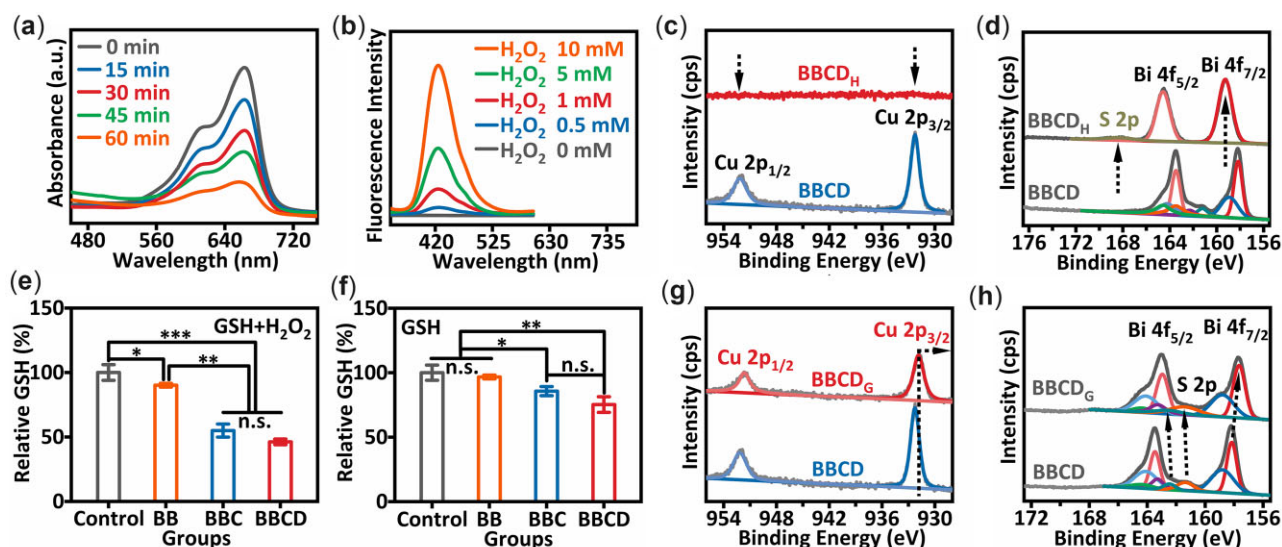 (a)
Absorbance (a.u.)
0 min
15 min
30 min
45 min
60 min
480 560 640 720
Wavelength (nm)
(b)
Fluorescence Intensity
H₂O₂ 10 mM
H₂O₂ 5 mM
H₂O₂ 1 mM
H₂O₂ 0.5 mM
H₂O₂ 0 mM
420 525 630 735
Wavelength (nm)
(c)
Intensity (cps)
BBCD_H
Cu 2p₃/₂
Cu 2p₁/₂
BBCD
954 948 942 936 930
Binding Energy (eV)
(d)
Intensity (cps)
Bi 4f₇/₂
Bi 4f₅/₂
BBCD_H
S 2p
BBCD
176 172 168 164 160 156
Binding Energy (eV)
(e)
Relative GSH (%)
150
100
50
0
GSH+H₂O₂
***
*
**
n.s.
Control BB BBC BBCD
Groups
(f)
Relative GSH (%)
150
100
50
0
GSH
**
*
n.s.
n.s.
Control BB BBC BBCD
Groups
(g)
Intensity (cps)
Cu 2p₃/₂
Cu 2p₁/₂
BBCD_G
BBCD
954 948 942 936 930
Binding Energy (eV)
(h)
Intensity (cps)
Bi 4f₅/₂ Bi 4f₇/₂
S 2p
BBCD_G
BBCD
172 168 164 160 156
Binding Energy (eV)